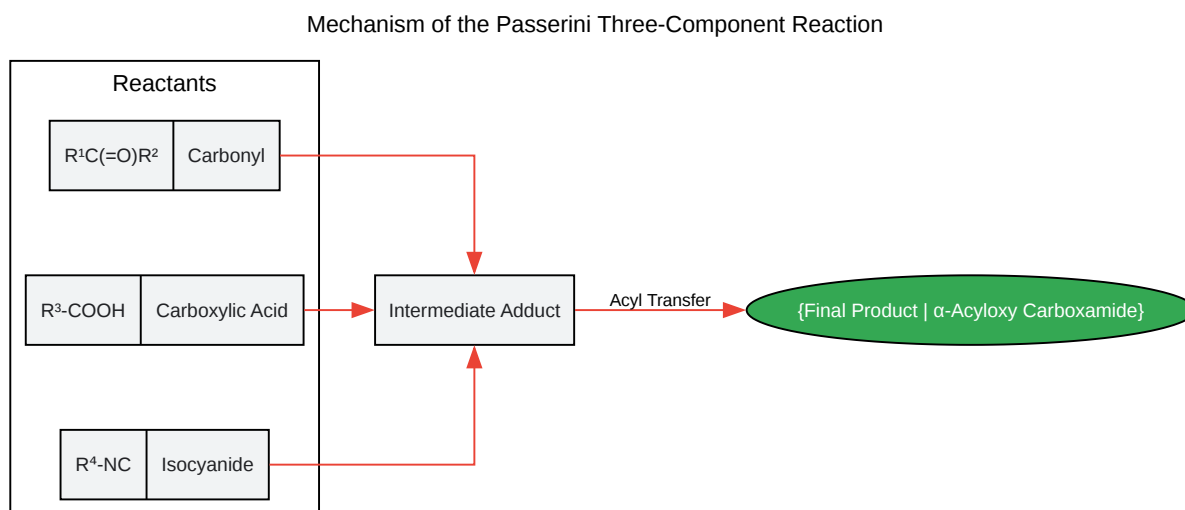 Mechanism of the Passerini Three-Component Reaction
Reactants
R¹C(=O)R² Carbonyl
R³-COOH Carboxylic Acid
R⁴-NC Isocyanide
Intermediate Adduct
Acyl Transfer
{Final Product | α-Acyloxy Carboxamide}